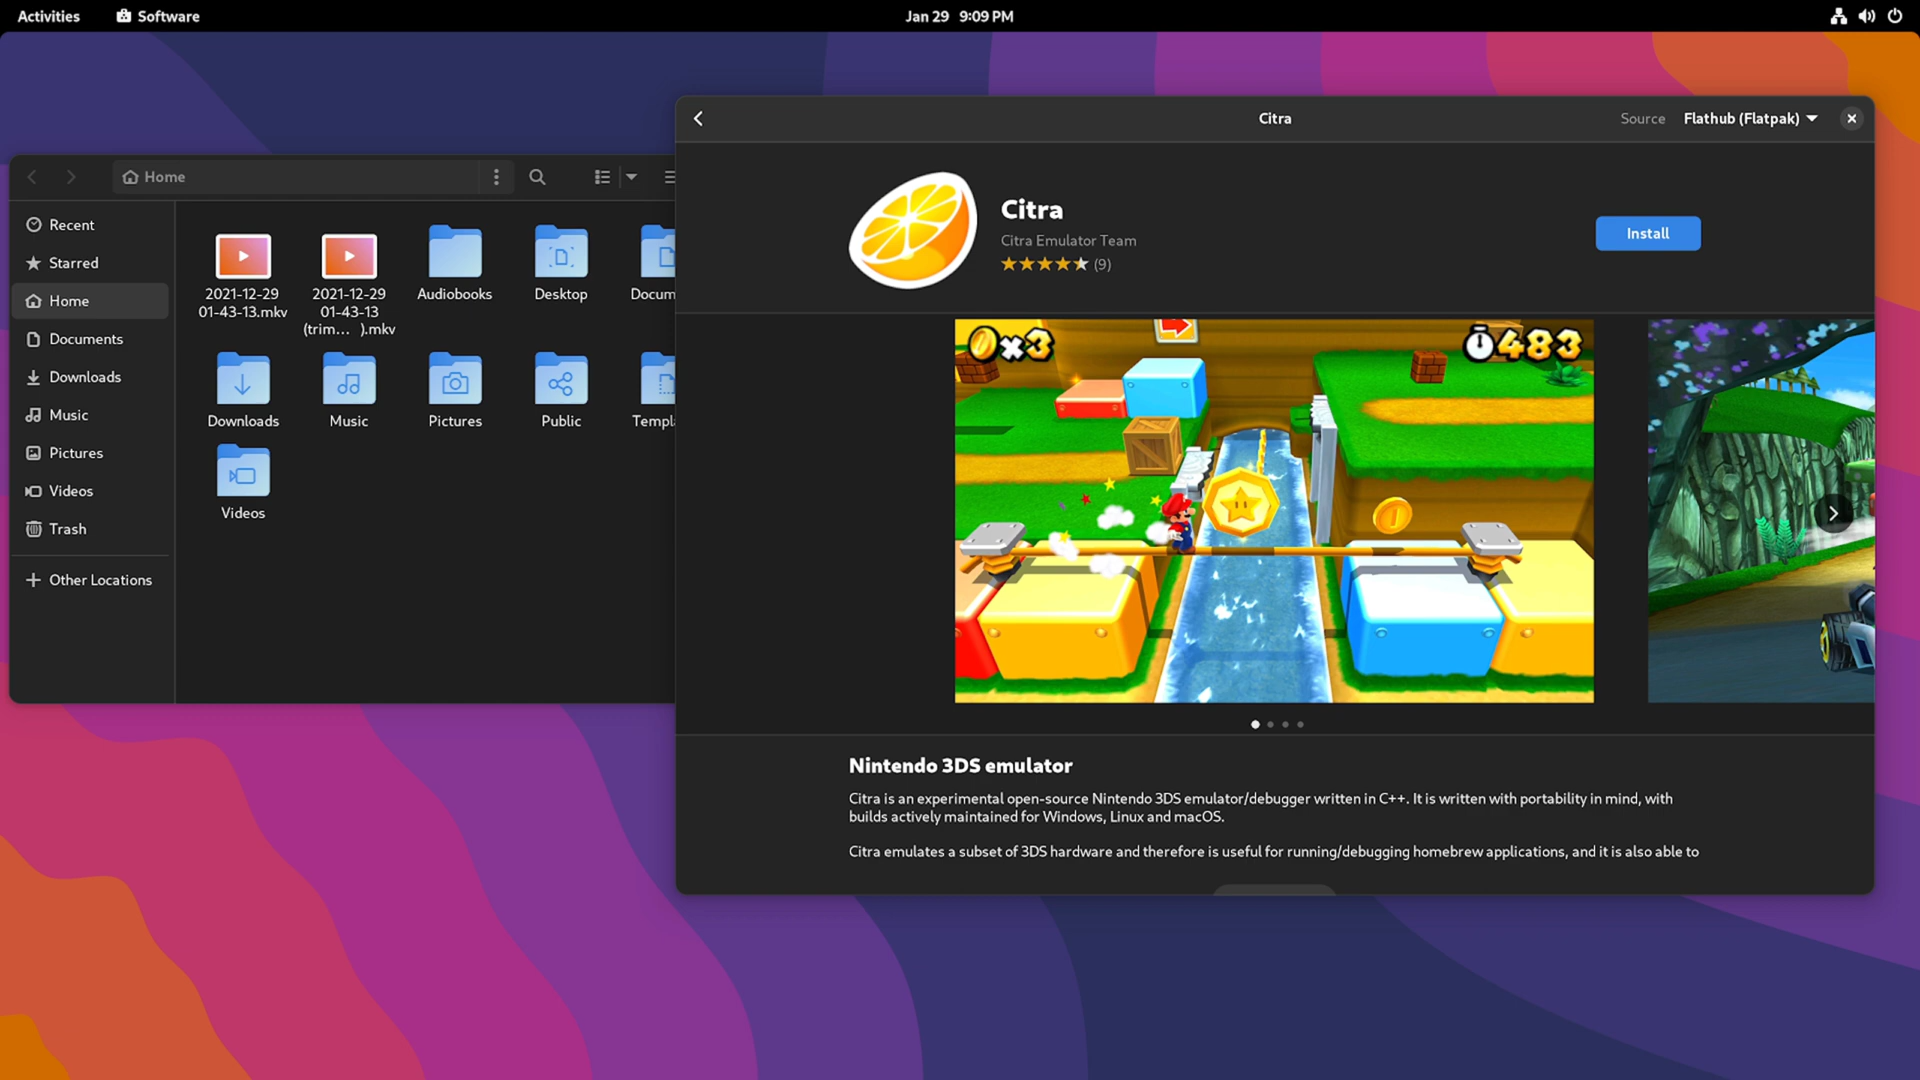 Activities
Software
Jan 29 9:09 PM
Home
Recent
Starred
Home
Documents
Downloads
Music
Pictures
Videos
Trash
Other Locations
2021-12-29
01-43-13.mkv
2021-12-29
01-43-13
(trim... ).mkv
Audiobooks
Desktop
Docum
Downloads
Music
Pictures
Public
Templ
Videos
Citra
Source Flathub (Flatpak)
Citra
Citra Emulator Team
(9)
Install
x3
483
Nintendo 3DS emulator
Citra is an experimental open-source Nintendo 3DS emulator/debugger written in C++. It is written with portability in mind, with
builds actively maintained for Windows, Linux and macOS.
Citra emulates a subset of 3DS hardware and therefore is useful for running/debugging homebrew applications, and it is also able to